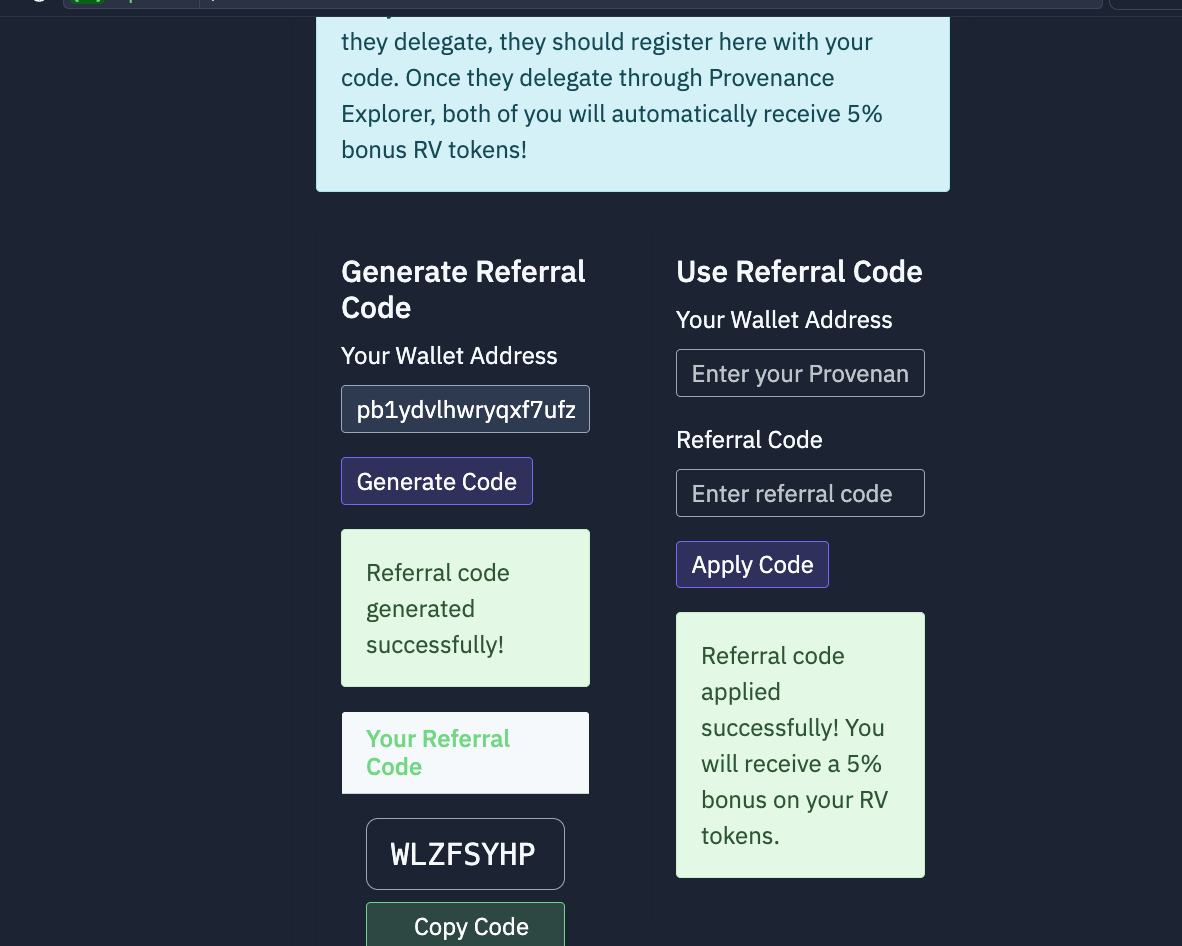 they delegate, they should register here with your
code. Once they delegate through Provenance
Explorer, both of you will automatically receive 5%
bonus RV tokens!
Generate Referral
Code
Your Wallet Address
pb1ydvlhwryqxf7ufz
Generate Code
Referral code
generated
successfully!
Your Referral
Code
WLZFSYHP
Copy Code
Use Referral Code
Your Wallet Address
Enter your Provenan
Referral Code
Enter referral code
Apply Code
Referral code
applied
successfully! You
will receive a 5%
bonus on your RV
tokens.